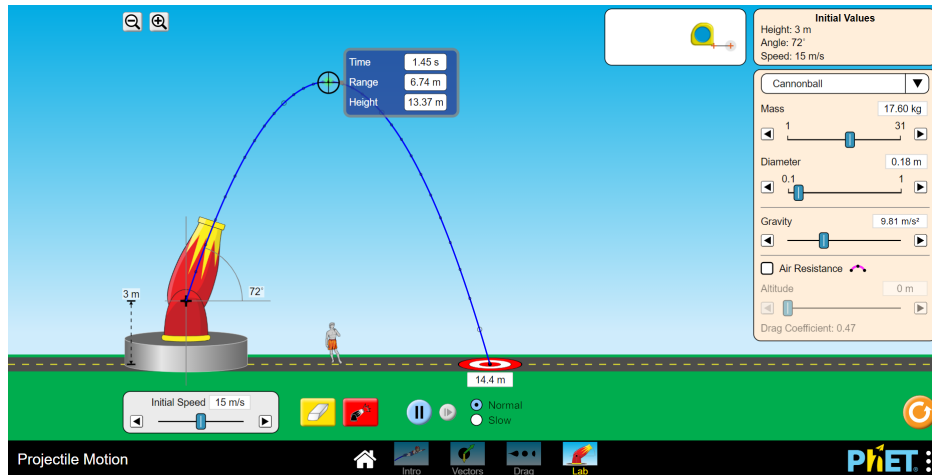 Initial Values
Height: 3 m
Angle: 72°
Speed: 15 m/s
Time 1.45 s
Range 6.74 m
Height 13.37 m
Cannonball
Mass 17.60 kg
1 31
Diameter 0.18 m
0.1 1
Gravity 9.81 m/s²
Air Resistance
Altitude 0 m
Drag Coefficient: 0.47
72°
3 m
14.4 m
Initial Speed 15 m/s
Normal
Slow
Projectile Motion
Intro Vectors Drag Lab
PhET